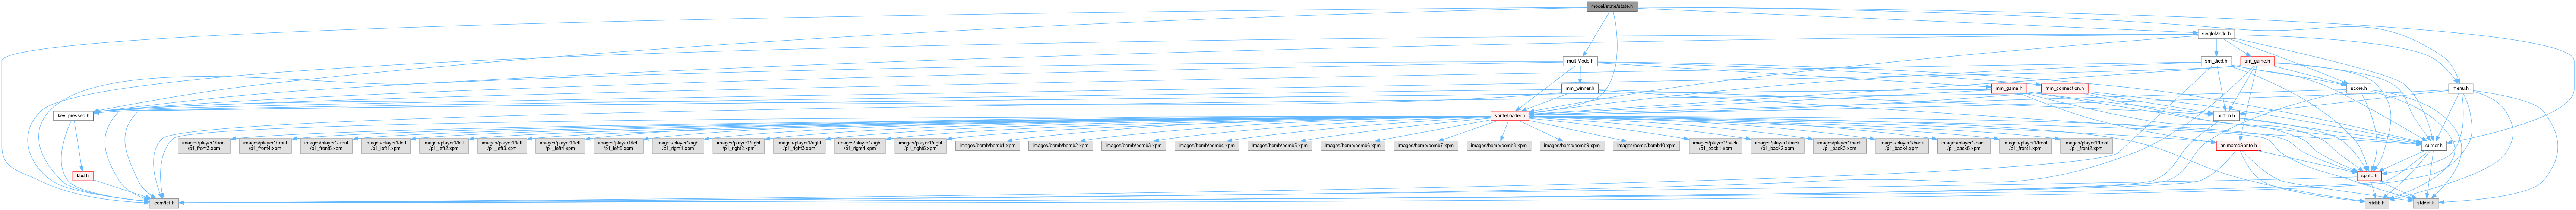 model/state/state.h
singleMode.h
multiMode.h
sm_died.h
sm_game.h
mm_winner.h
mm_game.h
mm_connection.h
score.h
menu.h
key_pressed.h
spriteLoader.h
button.h
images/player1/front
/p1_front3.xpm
images/player1/front
/p1_front4.xpm
images/player1/front
/p1_front5.xpm
images/player1/left
/p1_left1.xpm
images/player1/left
/p1_left2.xpm
images/player1/left
/p1_left3.xpm
images/player1/left
/p1_left4.xpm
images/player1/left
/p1_left5.xpm
images/player1/right
/p1_right1.xpm
images/player1/right
/p1_right2.xpm
images/player1/right
/p1_right3.xpm
images/player1/right
/p1_right4.xpm
images/player1/right
/p1_right5.xpm
images/bomb/bomb1.xpm
images/bomb/bomb2.xpm
images/bomb/bomb3.xpm
images/bomb/bomb4.xpm
images/bomb/bomb5.xpm
images/bomb/bomb6.xpm
images/bomb/bomb7.xpm
images/bomb/bomb8.xpm
images/bomb/bomb9.xpm
images/bomb/bomb10.xpm
images/player1/back
/p1_back1.xpm
images/player1/back
/p1_back2.xpm
images/player1/back
/p1_back3.xpm
images/player1/back
/p1_back4.xpm
images/player1/back
/p1_back5.xpm
images/player1/front
/p1_front1.xpm
images/player1/front
/p1_front2.xpm
animatedSprite.h
cursor.h
kbd.h
sprite.h
lcom/lcf.h
stdlib.h
stddef.h